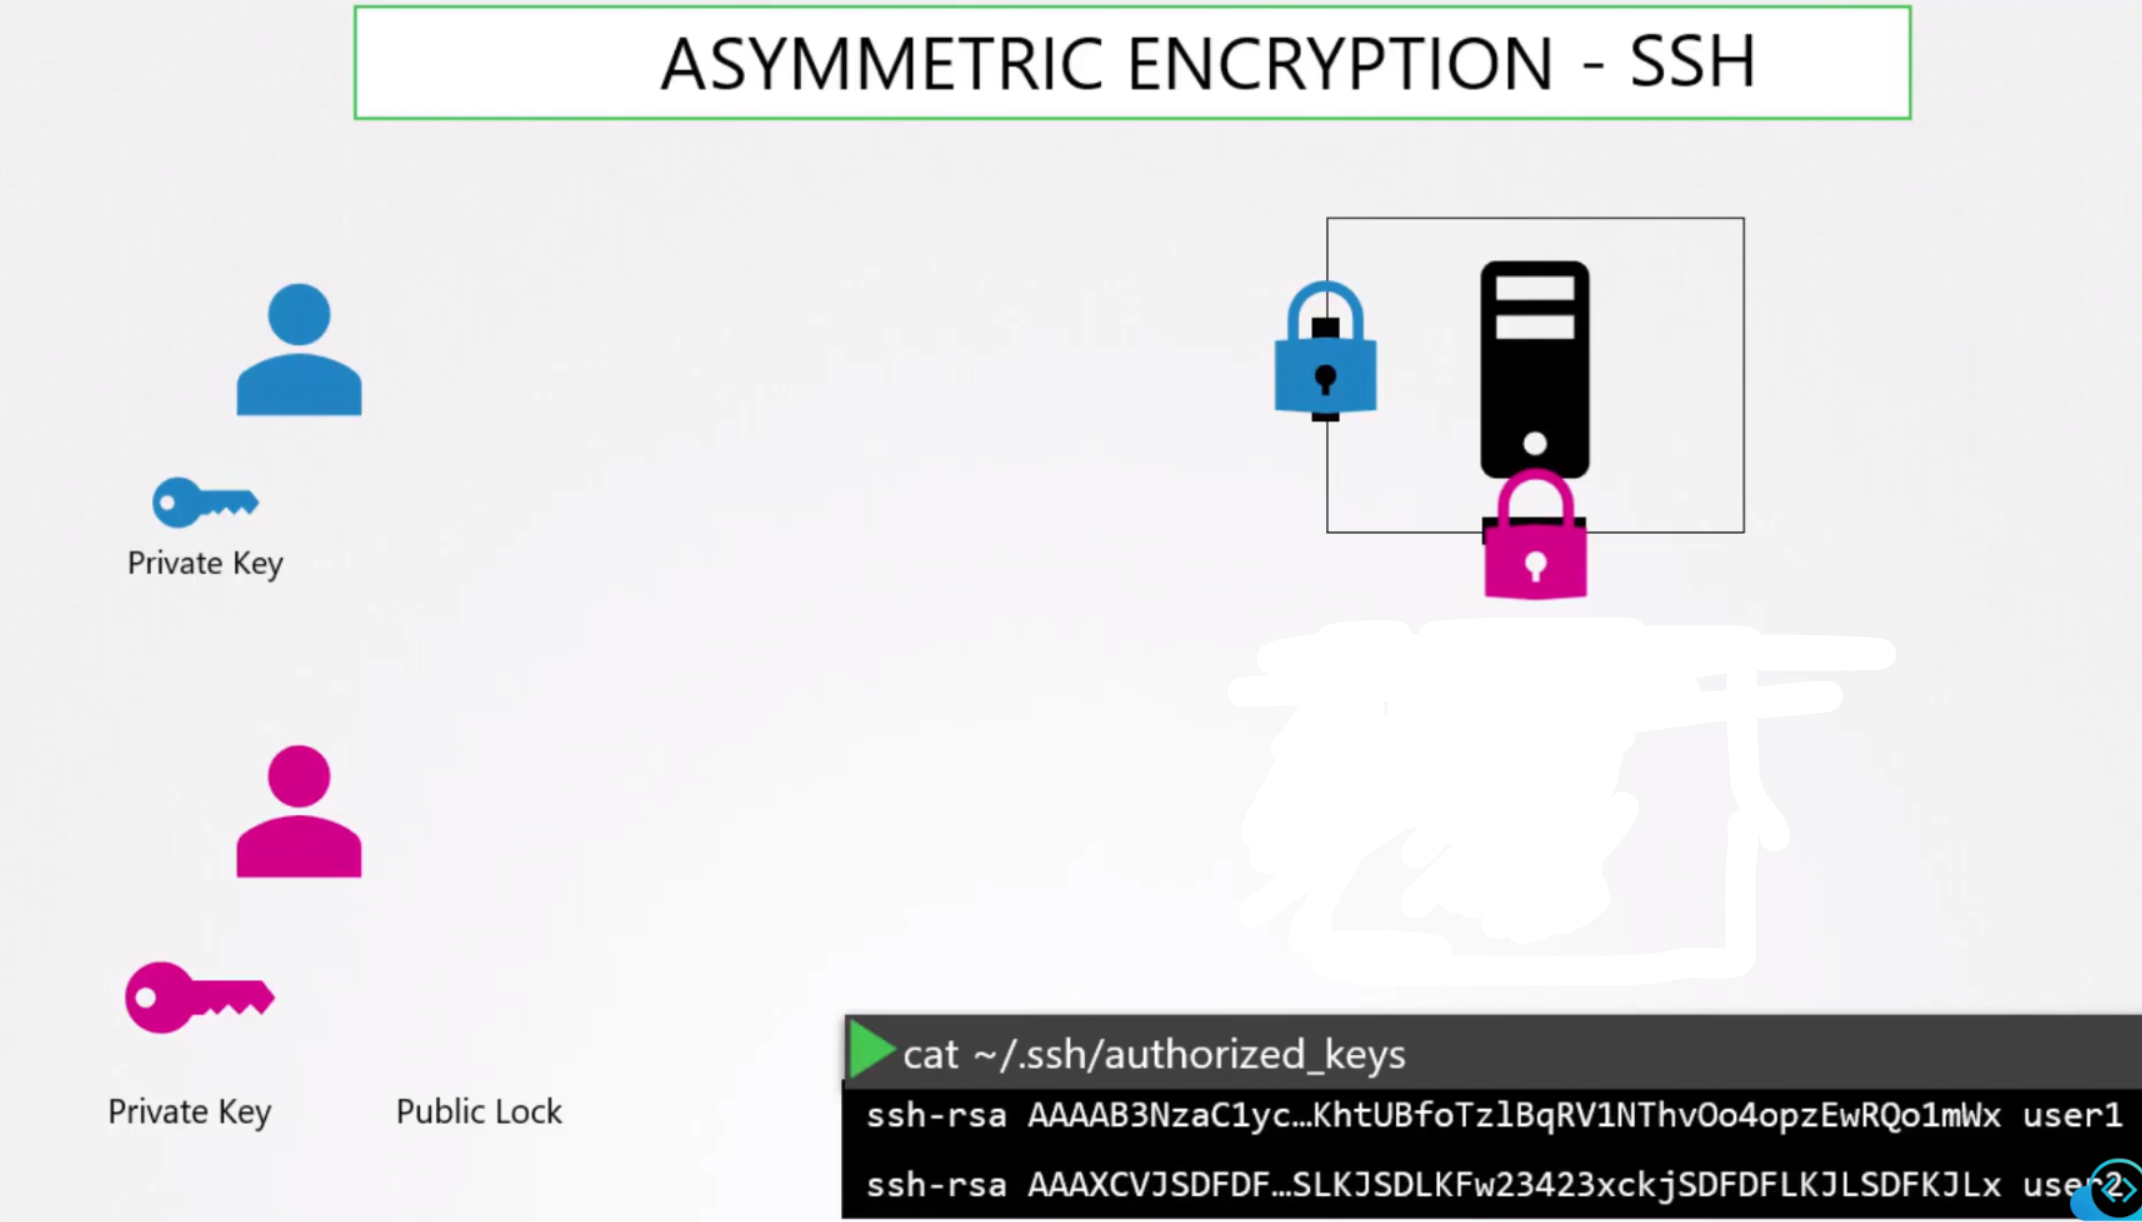 ASYMMETRIC ENCRYPTION - SSH
Private Key
Private Key
Public Lock
cat ~/.ssh/authorized_keys
ssh-rsa AAAAB3NzaC1yc…KhtUBfoTzlBqRV1NThvOo4opzEwRQo1mWx user1
ssh-rsa AAAXCVJSDFDF…SLKJSDLKFw23423xckjSDFDFLKJLSDFKJLx user2